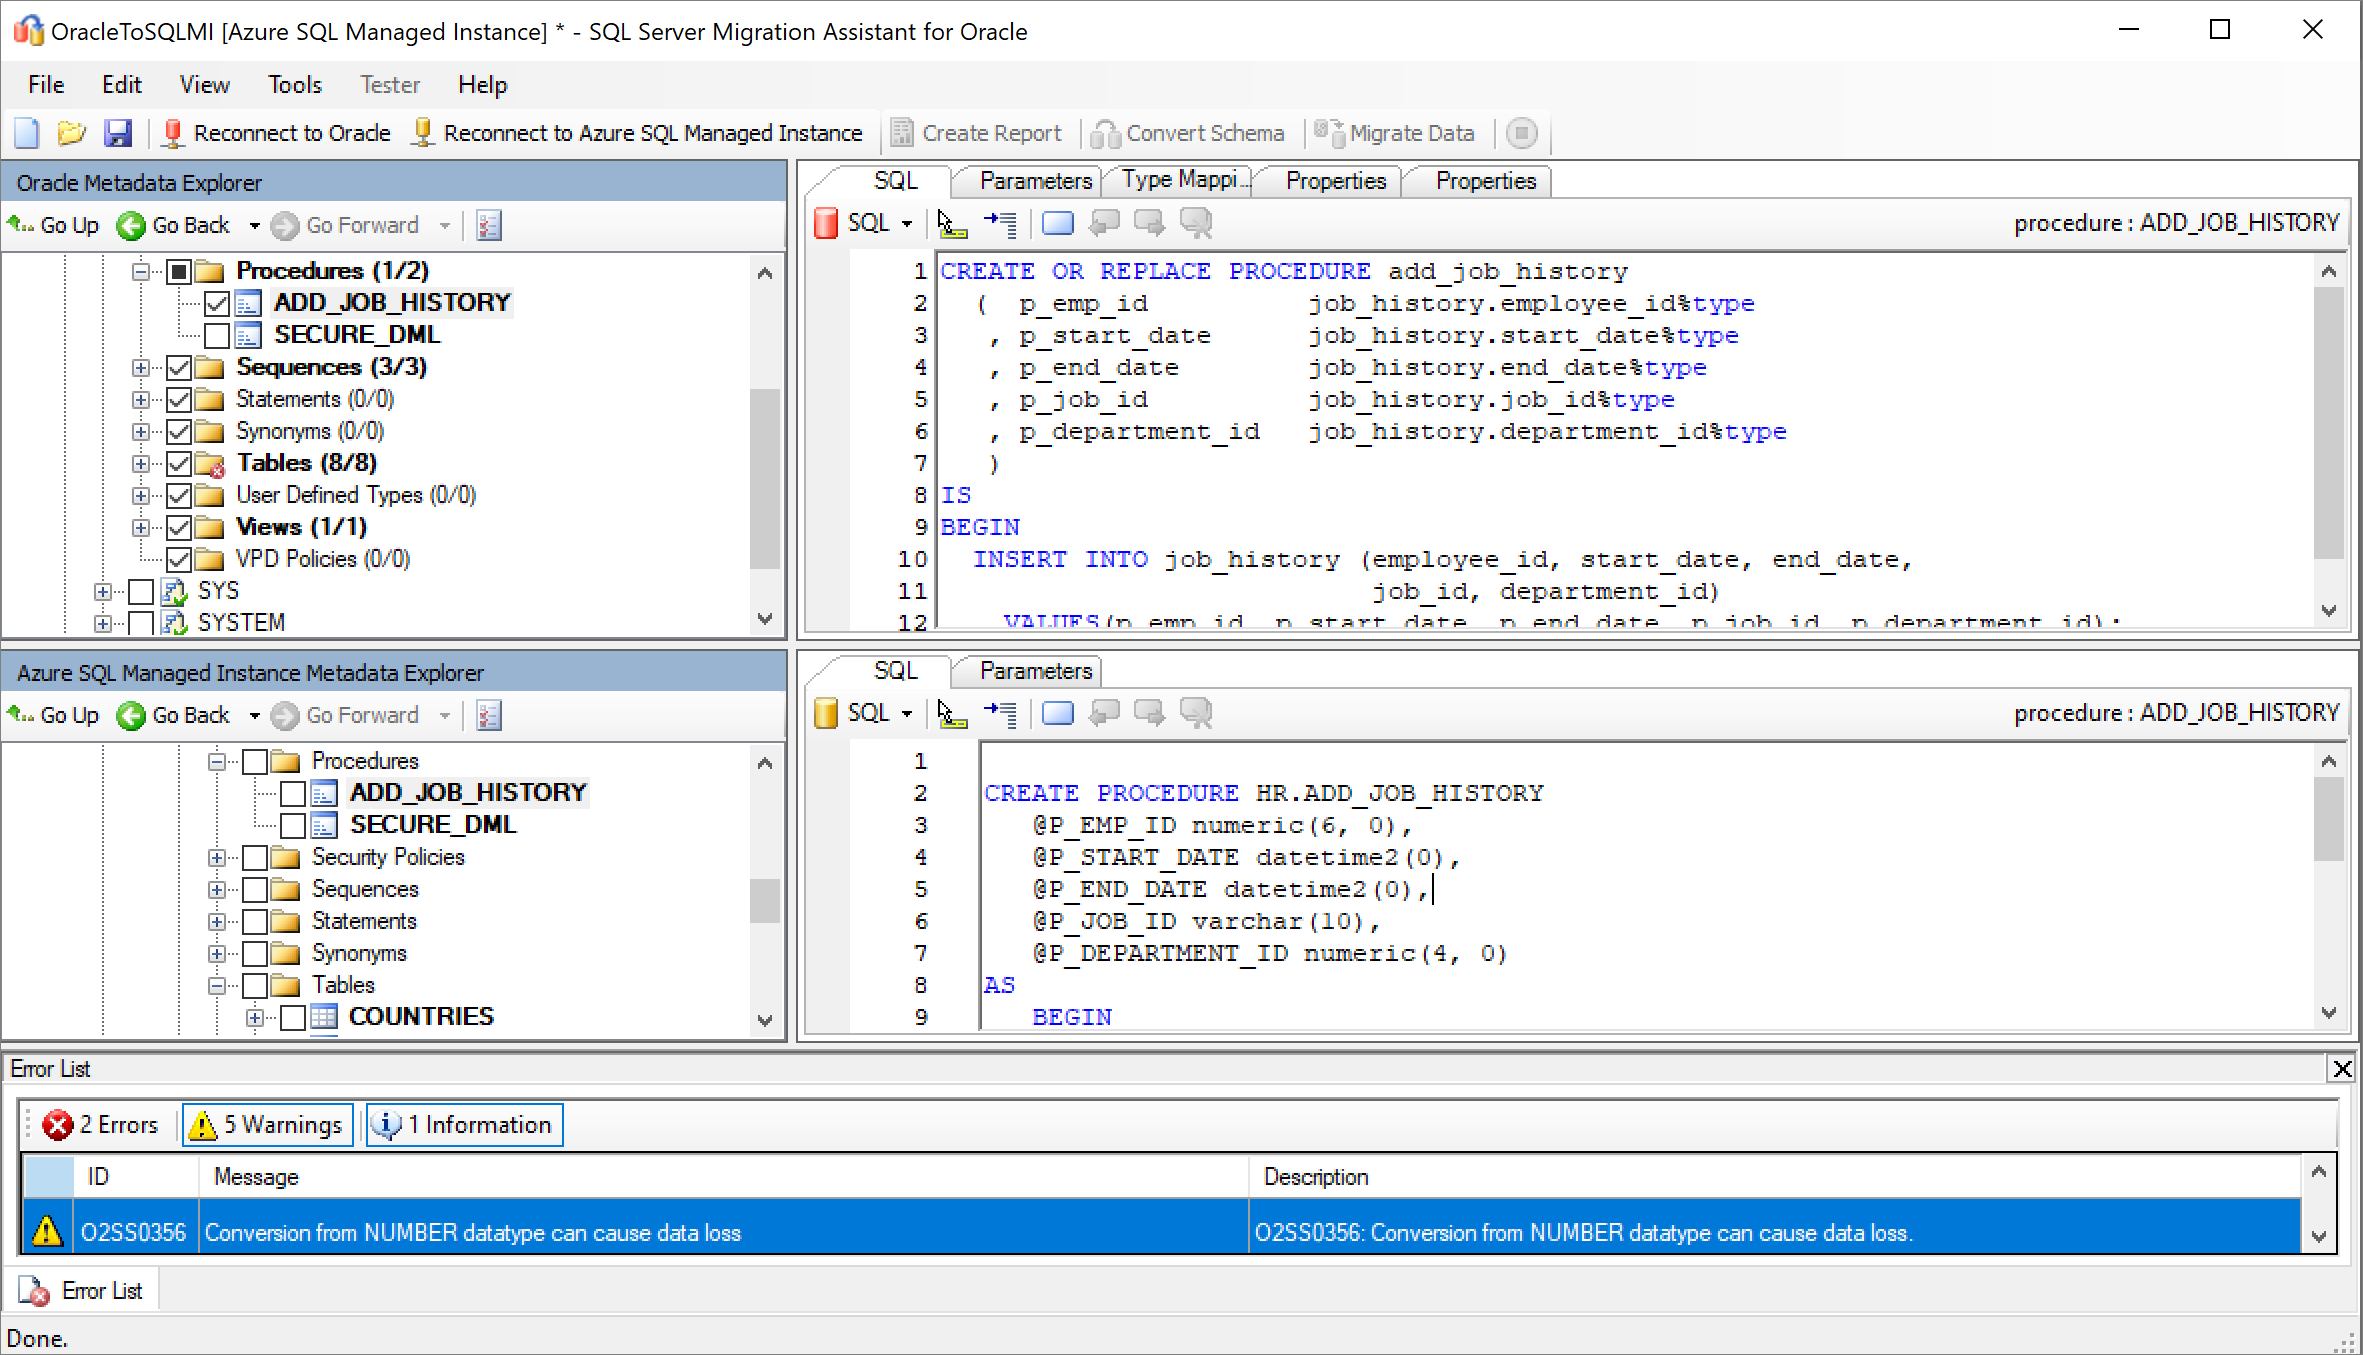 OracleToSQLMI [Azure SQL Managed Instance] * - SQL Server Migration Assistant for Oracle
File Edit View Tools Tester Help
Reconnect to Oracle Reconnect to Azure SQL Managed Instance Create Report Convert Schema Migrate Data
Oracle Metadata Explorer
Go Up Go Back Go Forward
Procedures (1/2)
ADD_JOB_HISTORY
SECURE_DML
Sequences (3/3)
Statements (0/0)
Synonyms (0/0)
Tables (8/8)
User Defined Types (0/0)
Views (1/1)
VPD Policies (0/0)
SYS
SYSTEM
SQL Parameters Type Mappi... Properties Properties
SQL procedure : ADD_JOB_HISTORY
1 CREATE OR REPLACE PROCEDURE add_job_history
2 ( p_emp_id job_history.employee_id%type
3 , p_start_date job_history.start_date%type
4 , p_end_date job_history.end_date%type
5 , p_job_id job_history.job_id%type
6 , p_department_id job_history.department_id%type
7 )
8 IS
9 BEGIN
10 INSERT INTO job_history (employee_id, start_date, end_date,
11 job_id, department_id)
12 VALUES(p_emp_id, p_start_date, p_end_date, p_job_id, p_department_id);
Azure SQL Managed Instance Metadata Explorer
Go Up Go Back Go Forward
Procedures
ADD_JOB_HISTORY
SECURE_DML
Security Policies
Sequences
Statements
Synonyms
Tables
COUNTRIES
SQL Parameters
SQL procedure : ADD_JOB_HISTORY
1
2 CREATE PROCEDURE HR.ADD_JOB_HISTORY
3 @P_EMP_ID numeric(6, 0),
4 @P_START_DATE datetime2(0),
5 @P_END_DATE datetime2(0),
6 @P_JOB_ID varchar(10),
7 @P_DEPARTMENT_ID numeric(4, 0)
8 AS
9 BEGIN
Error List
2 Errors 5 Warnings 1 Information
ID Message Description
O2SS0356 Conversion from NUMBER datatype can cause data loss O2SS0356: Conversion from NUMBER datatype can cause data loss.
Error List
Done.